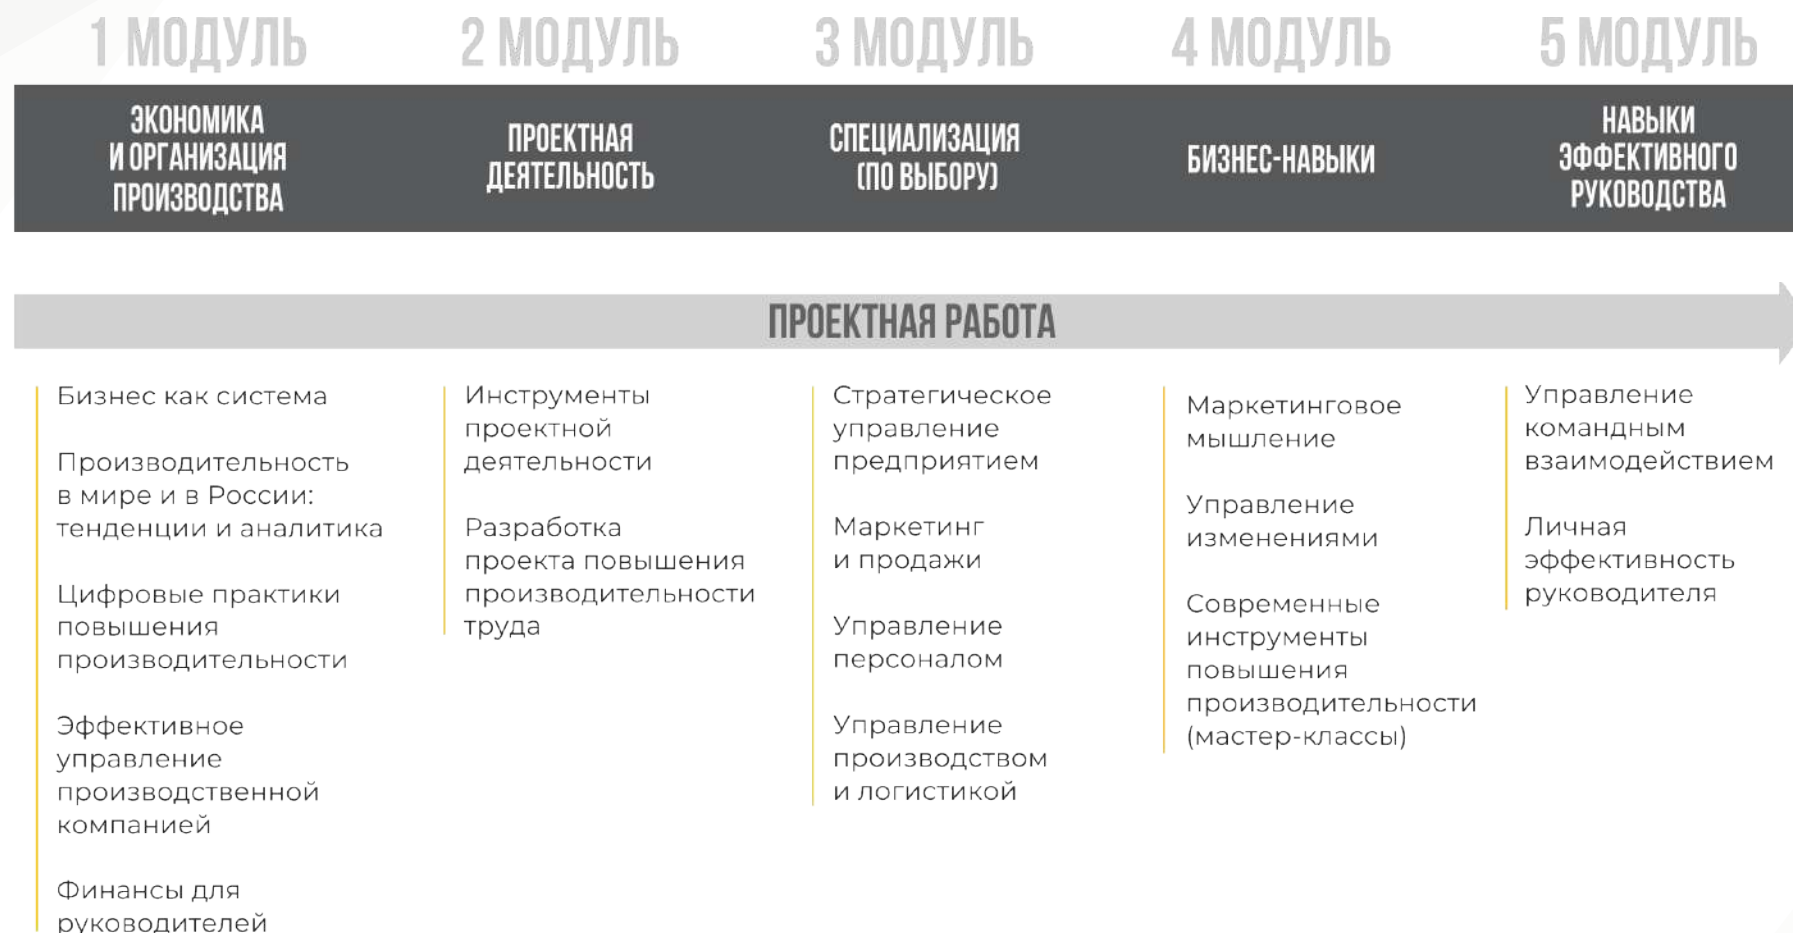 1 МОДУЛЬ
2 МОДУЛЬ
3 МОДУЛЬ
4 МОДУЛЬ
5 МОДУЛЬ
ЭКОНОМИКА
И ОРГАНИЗАЦИЯ
ПРОИЗВОДСТВА
ПРОЕКТНАЯ
ДЕЯТЕЛЬНОСТЬ
СПЕЦИАЛИЗАЦИЯ
(ПО ВЫБОРУ)
БИЗНЕС-НАВЫКИ
НАВЫКИ
ЭФФЕКТИВНОГО
РУКОВОДСТВА
ПРОЕКТНАЯ РАБОТА
Бизнес как система
Производительность
в мире и в России:
тенденции и аналитика
Цифровые практики
повышения
производительности
Эффективное
управление
производственной
компанией
Финансы для
руководителей
Инструменты
проектной
деятельности
Разработка
проекта повышения
производительности
труда
Стратегическое
управление
предприятием
Маркетинг
и продажи
Управление
персоналом
Управление
производством
и логистикой
Маркетинговое
мышление
Управление
изменениями
Современные
инструменты
повышения
производительности
(мастер-классы)
Управление
командным
взаимодействием
Личная
эффективность
руководителя